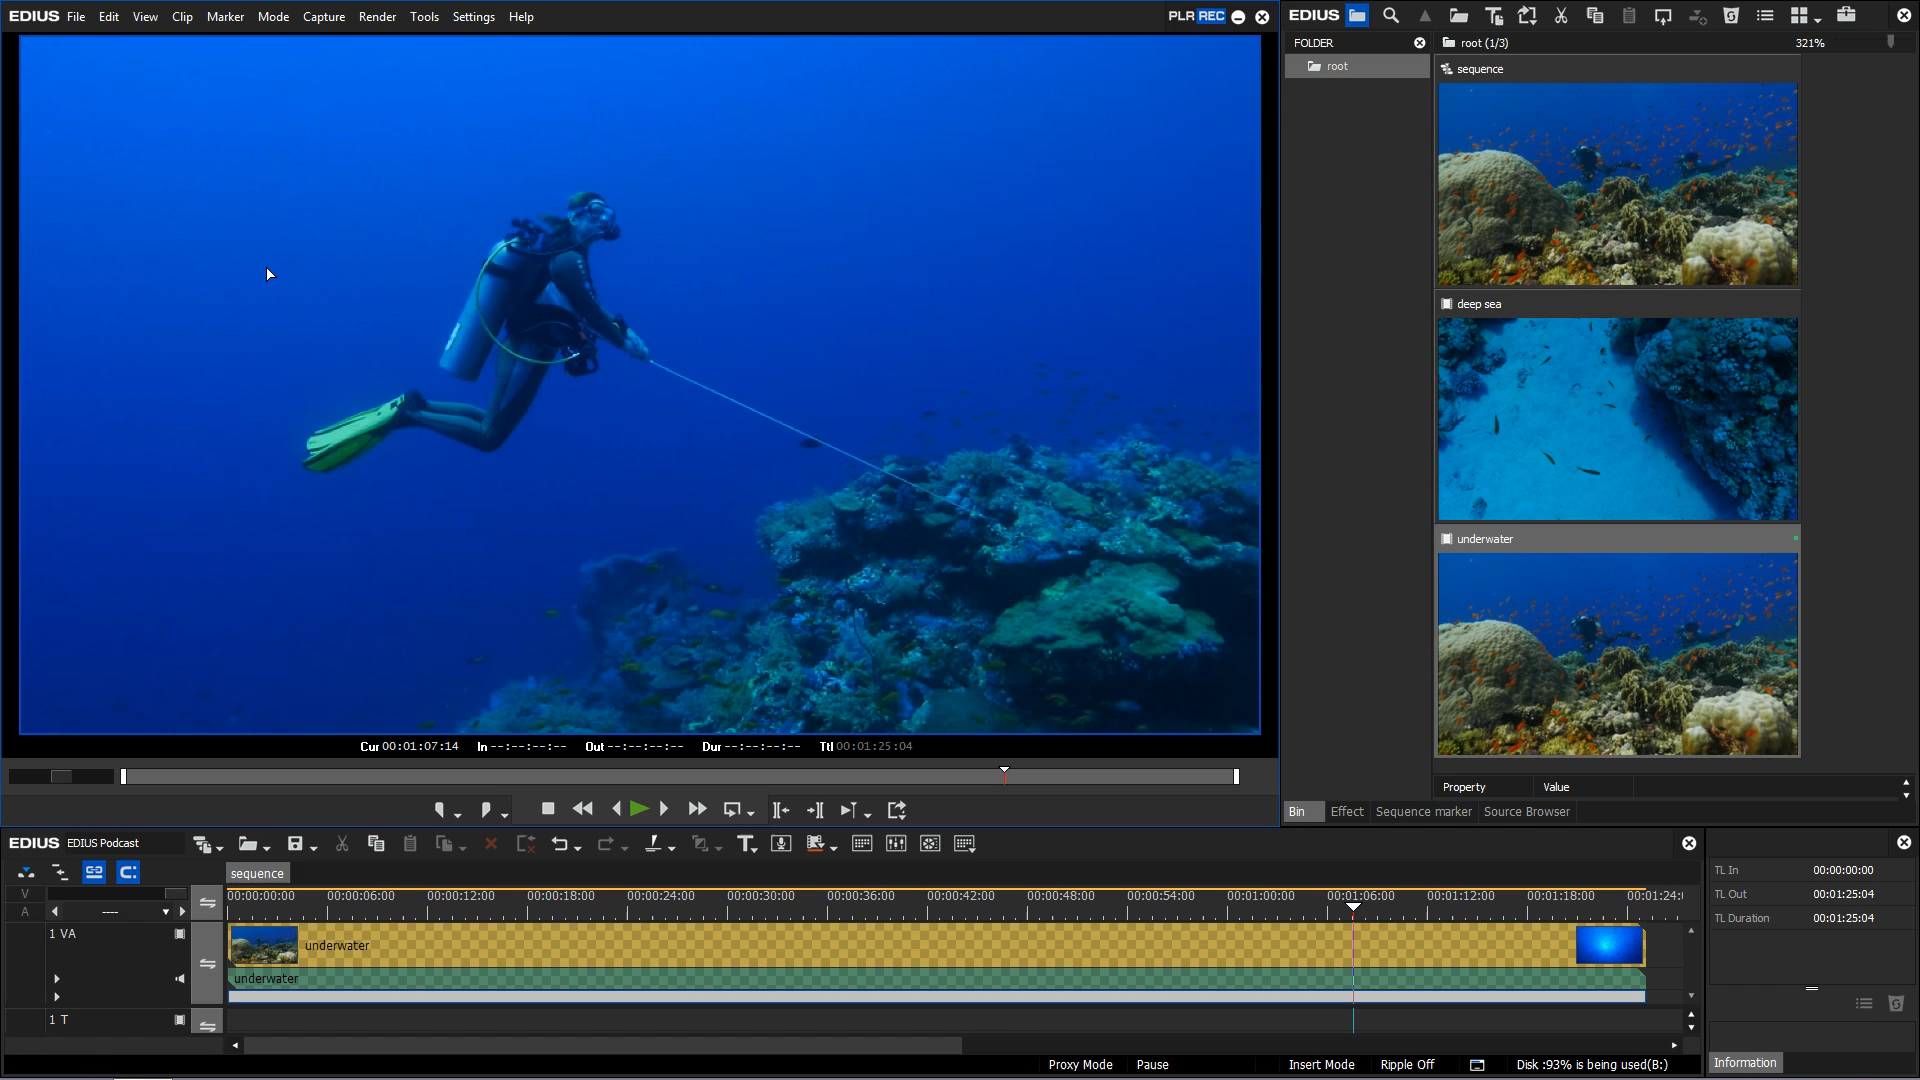 EDIUS File Edit View Clip Marker Mode Capture Render Tools Settings Help PLR REC
EDIUS
FOLDER
root (1/3) 321%
root
sequence
deep sea
underwater
Cur 00:01:07:14 In --:--:--:-- Out --:--:--:-- Dur --:--:--:-- Ttl 00:01:25:04
Property Value
Bin Effect Sequence marker Source Browser
EDIUS EDIUS Podcast
sequence
V
A ----
00:00:00:00 00:00:06:00 00:00:12:00 00:00:18:00 00:00:24:00 00:00:30:00 00:00:36:00 00:00:42:00 00:00:48:00 00:00:54:00 00:01:00:00 00:01:06:00 00:01:12:00 00:01:18:00 00:01:24:
1 VA
underwater
underwater
1 T
TL In 00:00:00:00
TL Out 00:01:25:04
TL Duration 00:01:25:04
Proxy Mode Pause Insert Mode Ripple Off Disk :93% is being used(B:)
Information